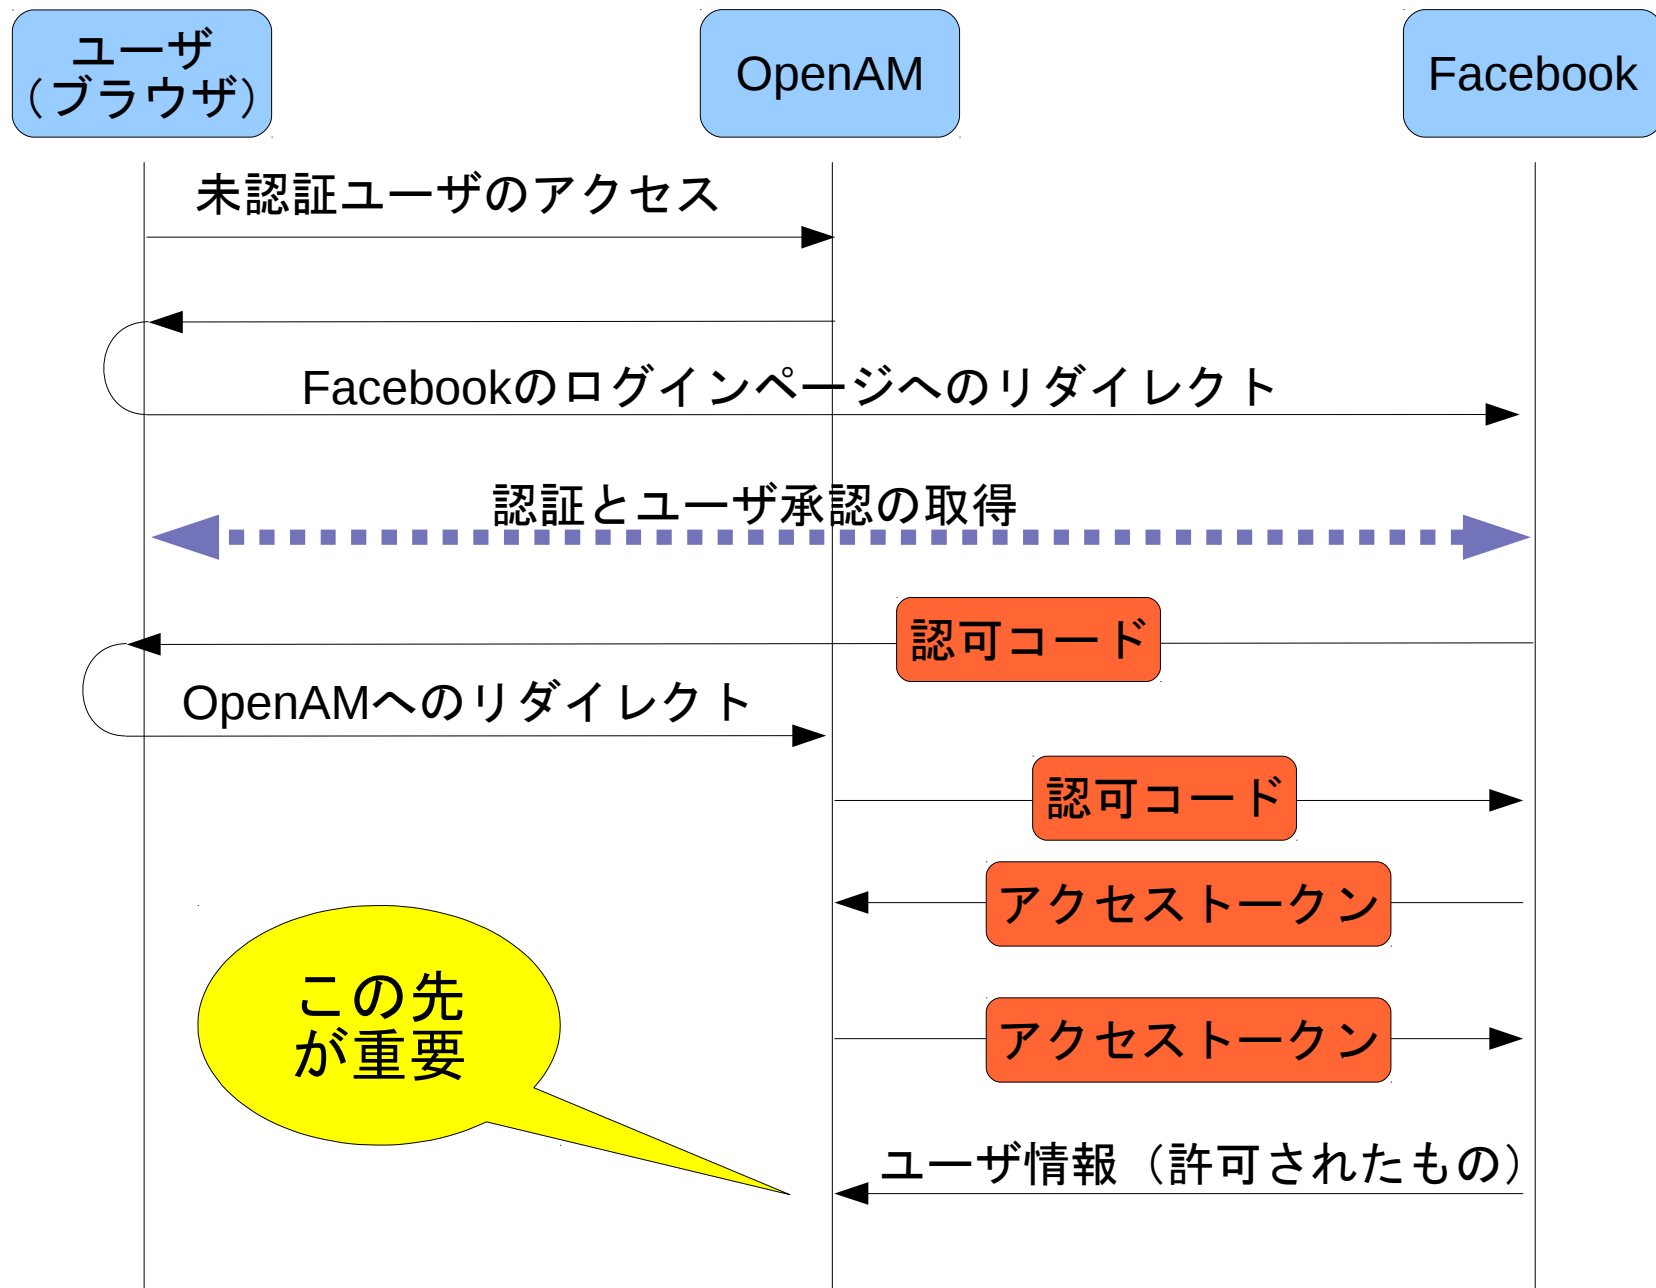 ユーザ
（ブラウザ）
OpenAM
Facebook
未認証ユーザのアクセス
Facebookのログインページへのリダイレクト
認証とユーザ承認の取得
認可コード
OpenAMへのリダイレクト
認可コード
アクセストークン
この先
が重要
アクセストークン
ユーザ情報（許可されたもの）